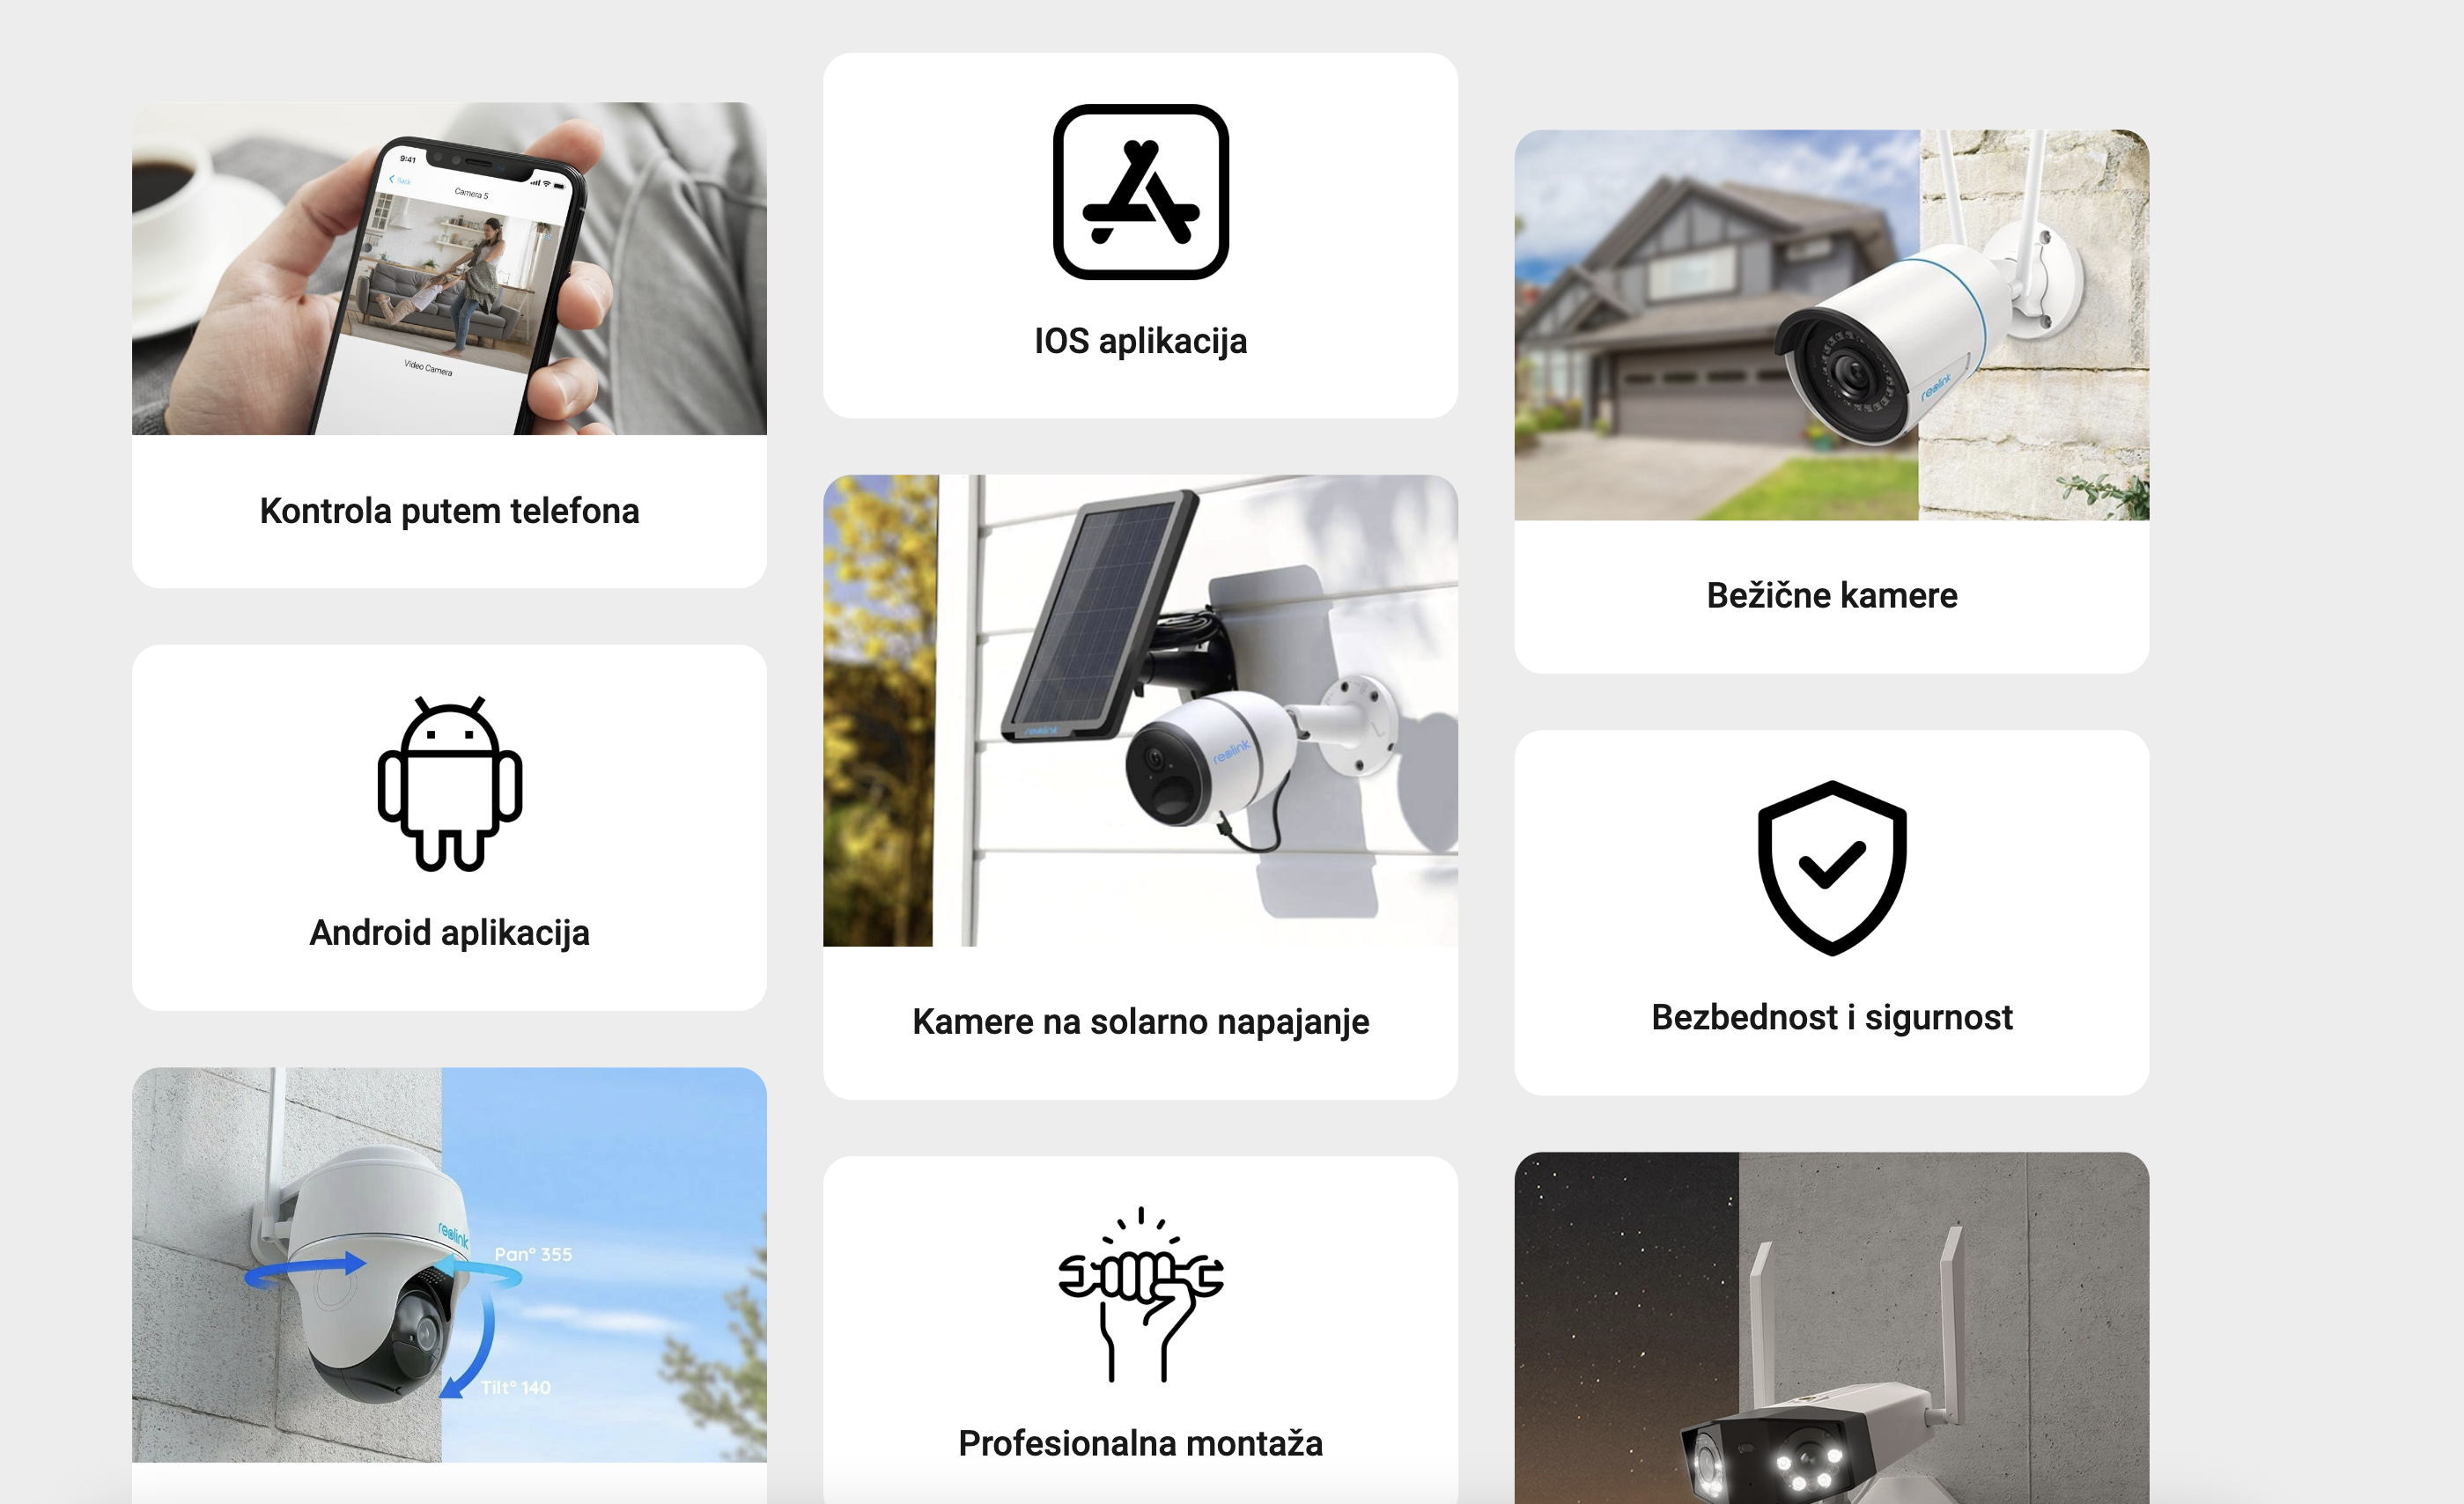 9:41
Back
Camera 5
Video Camera
Kontrola putem telefona
Android aplikacija
reolink
Pan° 355
Tilt° 140
IOS aplikacija
reolink
reolink
Kamere na solarno napajanje
Profesionalna montaža
reolink
Bežične kamere
Bezbednost i sigurnost